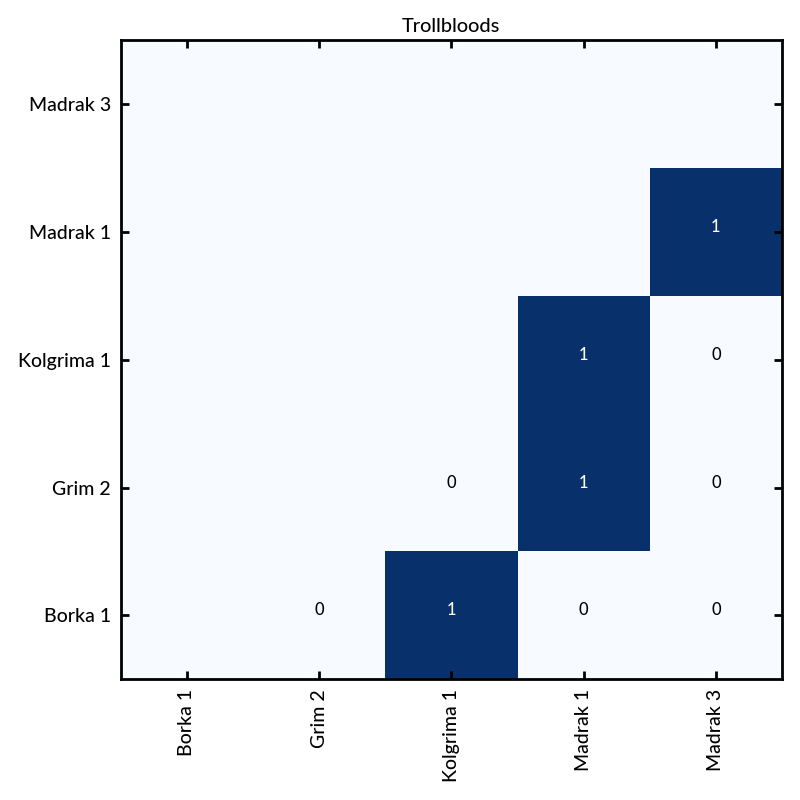 Trollbloods
Madrak 3
Madrak 1 1
Kolgrima 1 1 0
Grim 2 0 1 0
Borka 1 0 1 0 0
Borka 1
Grim 2
Kolgrima 1
Madrak 1
Madrak 3